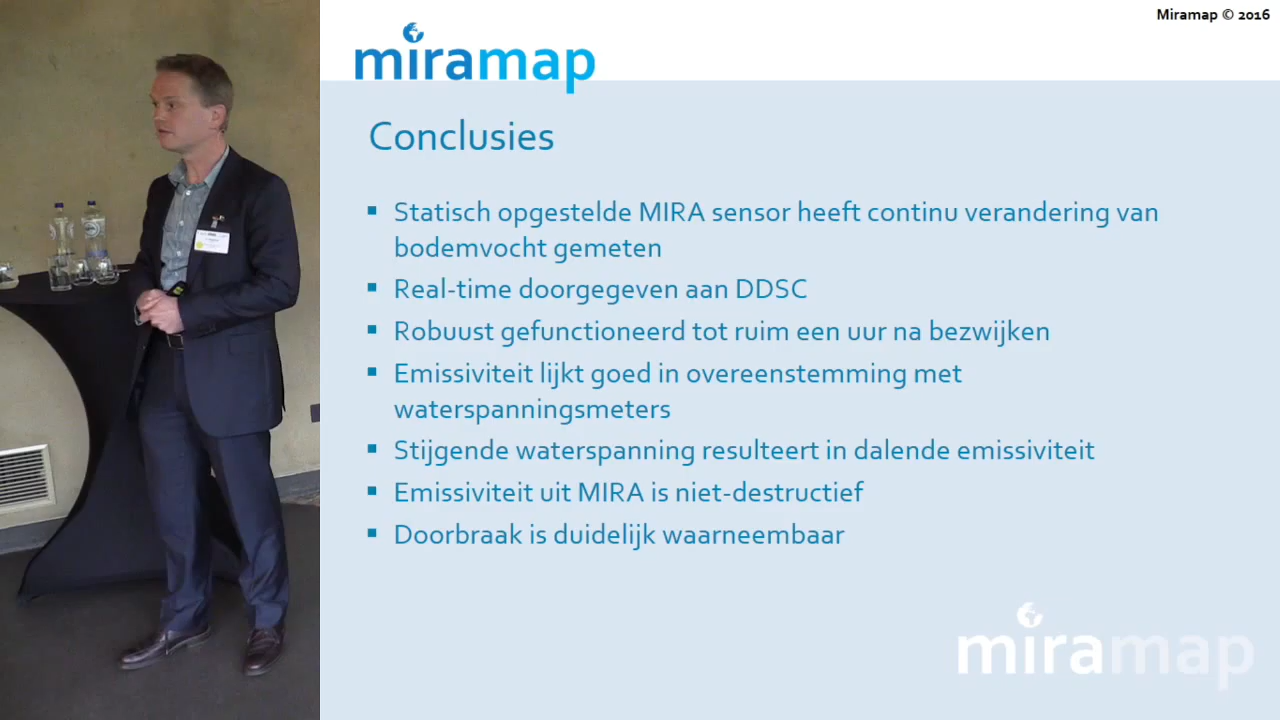 Miramap © 2016
miramap
Conclusies
▪ Statisch opgestelde MIRA sensor heeft continu verandering van
bodemvocht gemeten
▪ Real-time doorgegeven aan DDSC
▪ Robuust gefunctioneerd tot ruim een uur na bezwijken
▪ Emissiviteit lijkt goed in overeenstemming met
waterspanningsmeters
▪ Stijgende waterspanning resulteert in dalende emissiviteit
▪ Emissiviteit uit MIRA is niet-destructief
▪ Doorbraak is duidelijk waarneembaar
miramap